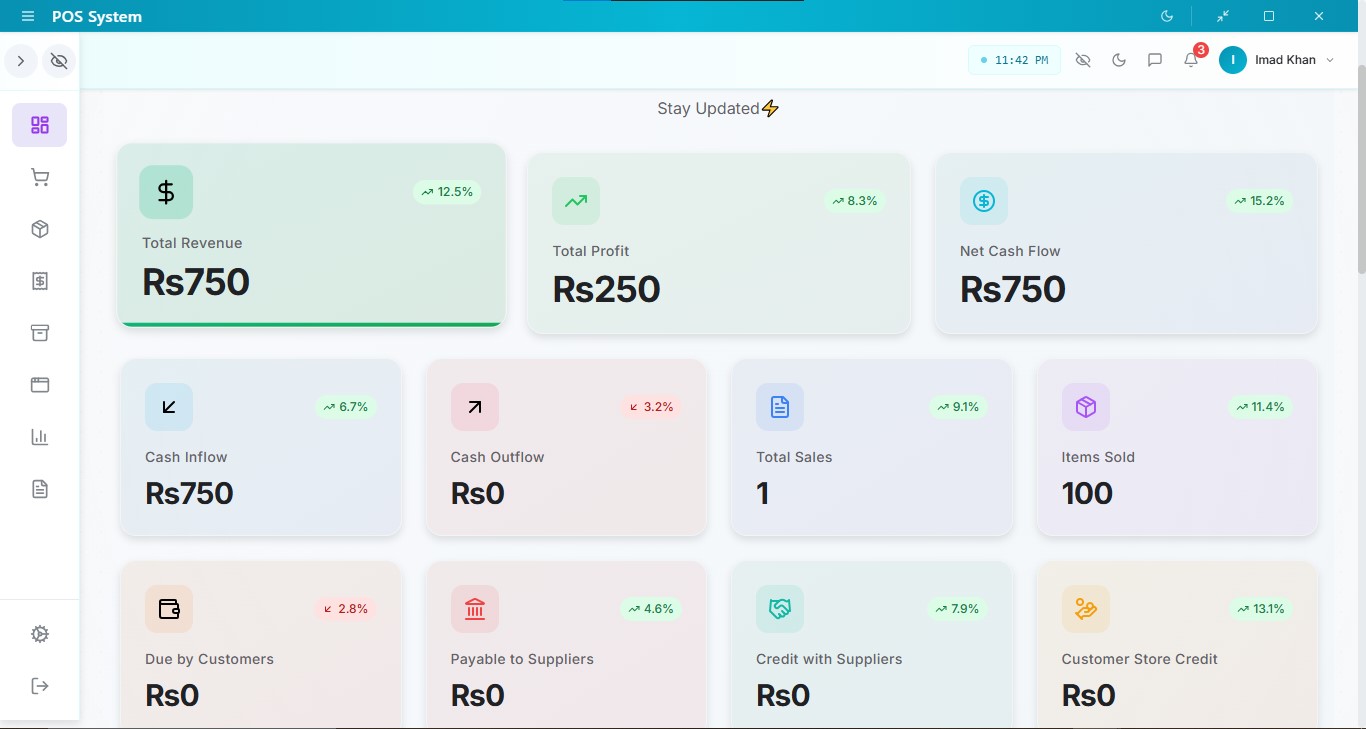 POS System
11:42 PM
3
I
Imad Khan
Stay Updated⚡
12.5%
Total Revenue
Rs750
8.3%
Total Profit
Rs250
15.2%
Net Cash Flow
Rs750
6.7%
Cash Inflow
Rs750
3.2%
Cash Outflow
Rs0
9.1%
Total Sales
1
11.4%
Items Sold
100
2.8%
Due by Customers
Rs0
4.6%
Payable to Suppliers
Rs0
7.9%
Credit with Suppliers
Rs0
13.1%
Customer Store Credit
Rs0